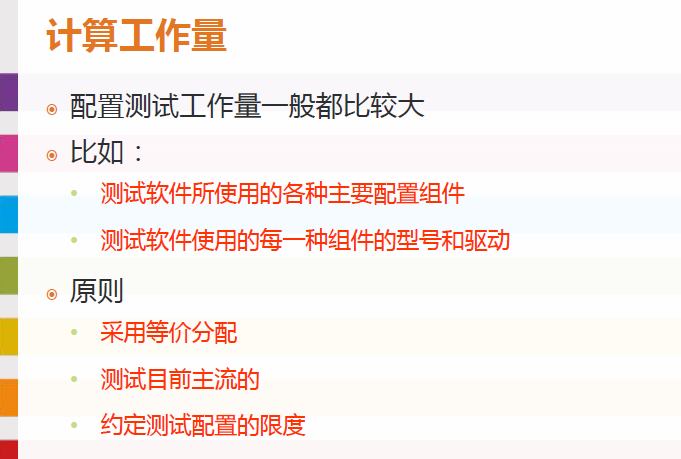 计算工作量
配置测试工作量一般都比较大
比如：
测试软件所使用的各种主要配置组件
测试软件使用的每一种组件的型号和驱动
原则
采用等价分配
测试目前主流的
约定测试配置的限度